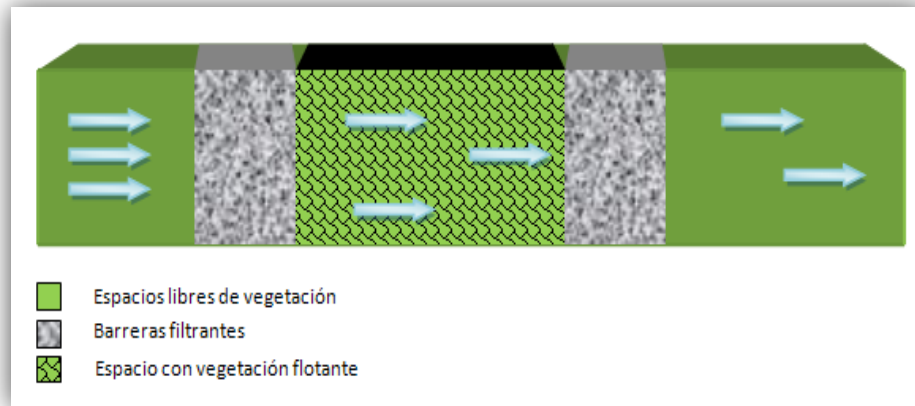 Espacios libres de vegetación
Barreras filtrantes
Espacio con vegetación flotante